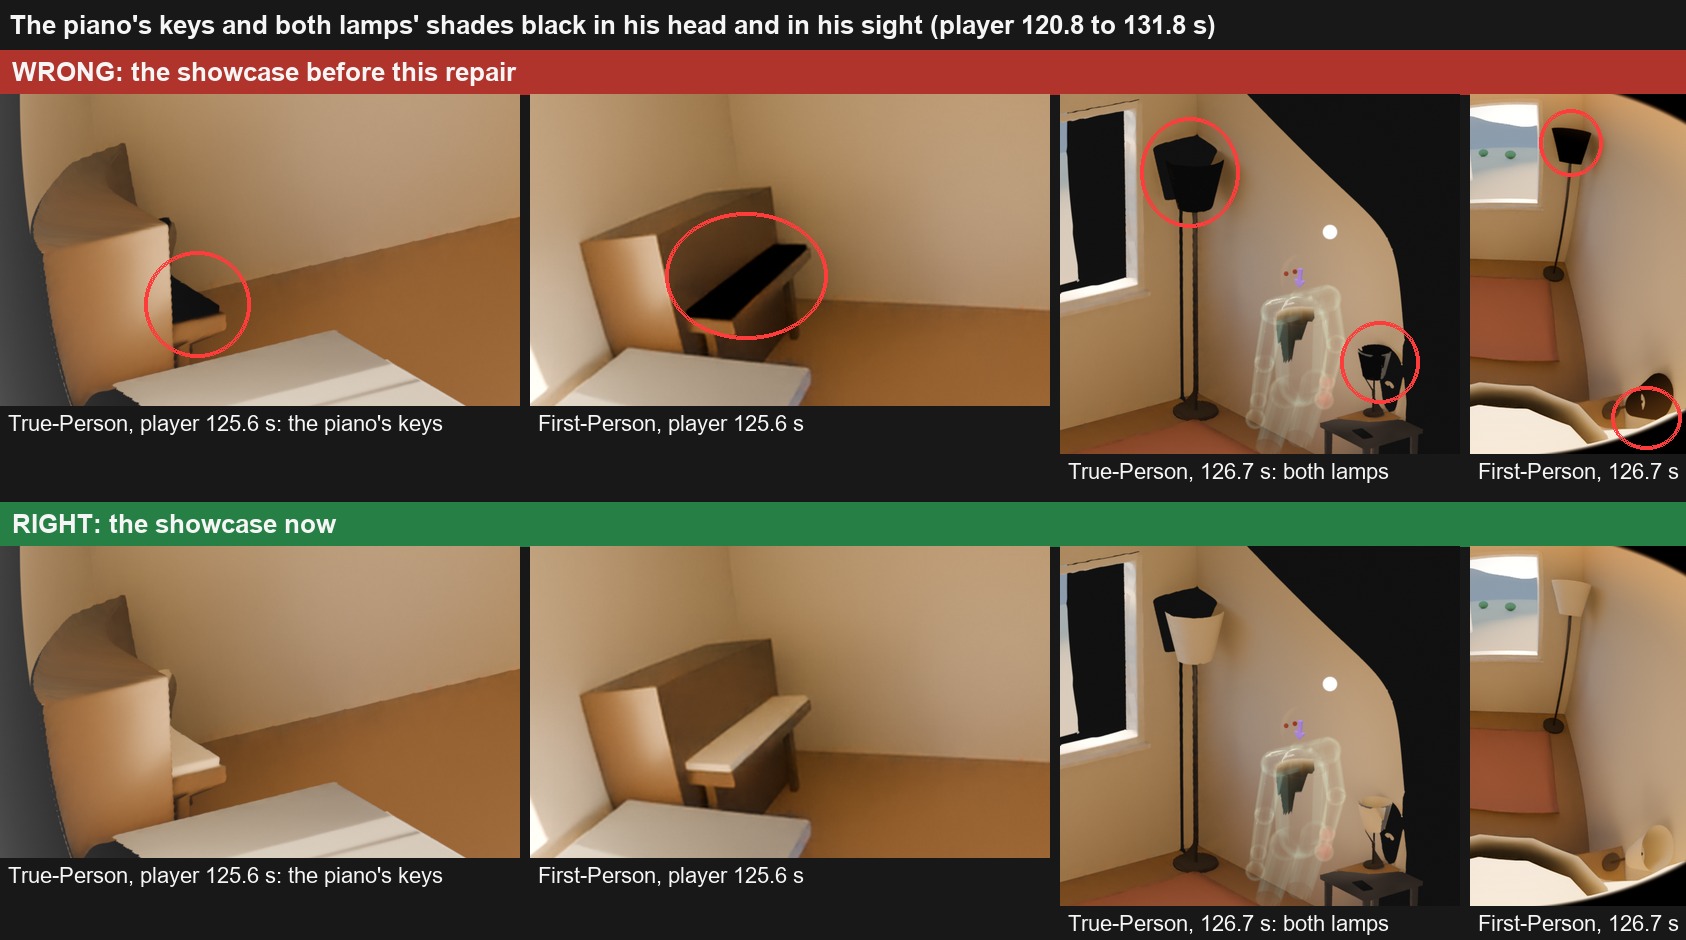 The piano's keys and both lamps' shades black in his head and in his sight (player 120.8 to 131.8 s)
WRONG: the showcase before this repair
True-Person, player 125.6 s: the piano's keys
First-Person, player 125.6 s
True-Person, 126.7 s: both lamps
First-Person, 126.7 s
RIGHT: the showcase now
True-Person, player 125.6 s: the piano's keys
First-Person, player 125.6 s
True-Person, 126.7 s: both lamps
First-Person, 126.7 s